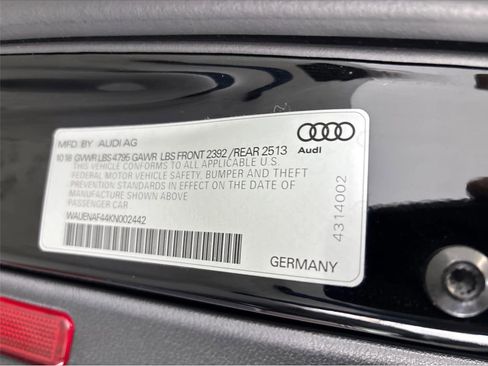 MFD. BY AUDI AG
10 18 GVWR LBS 4795 GAWR LBS FRONT 2392 / REAR 2513
THIS VEHICLE CONFORMS TO ALL APPLICABLE U.S.
FEDERAL MOTOR VEHICLE SAFETY, BUMPER AND THEFT
PREVENTION STANDARDS IN EFFECT ON THE DATE
OF MANUFACTURE SHOWN ABOVE
PASSENGER CAR
WAUENAF44KN002442
Audi
4314002
GERMANY